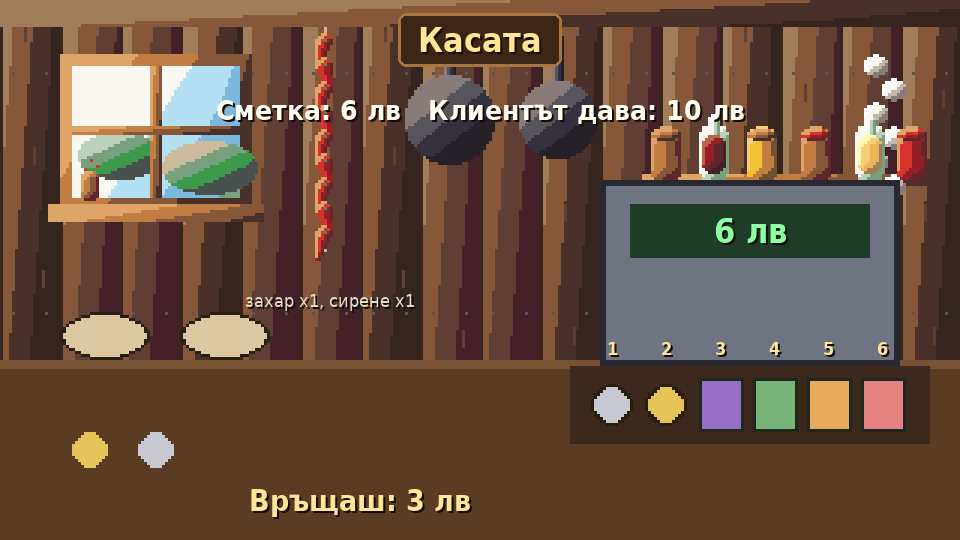 Касата
Сметка: 6 лв   Клиентът дава: 10 лв
6 лв
захар x1, сирене x1
1 2 3 4 5 6
Връщаш: 3 лв